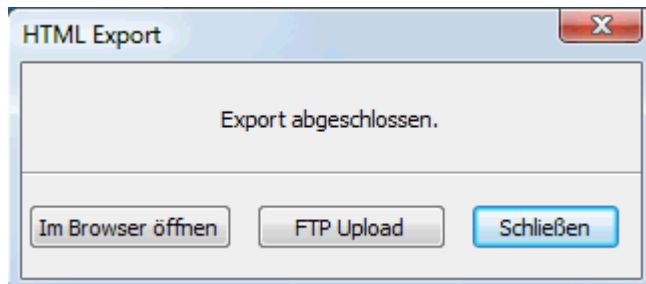 HTML Export
Export abgeschlossen.
Im Browser öffnen FTP Upload Schließen